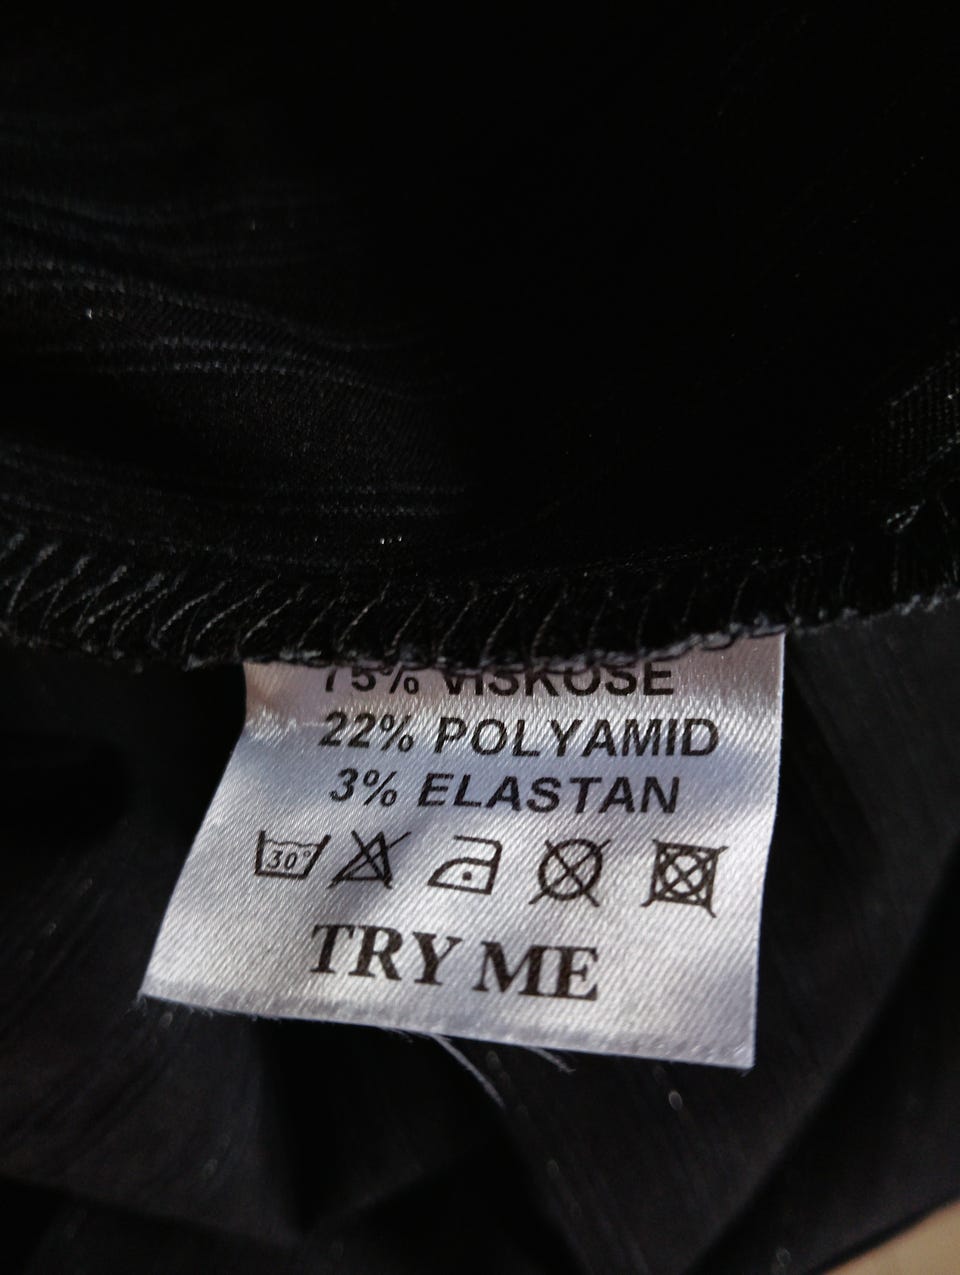 75% VISKOSE
22% POLYAMID
3% ELASTAN
30°
TRY ME